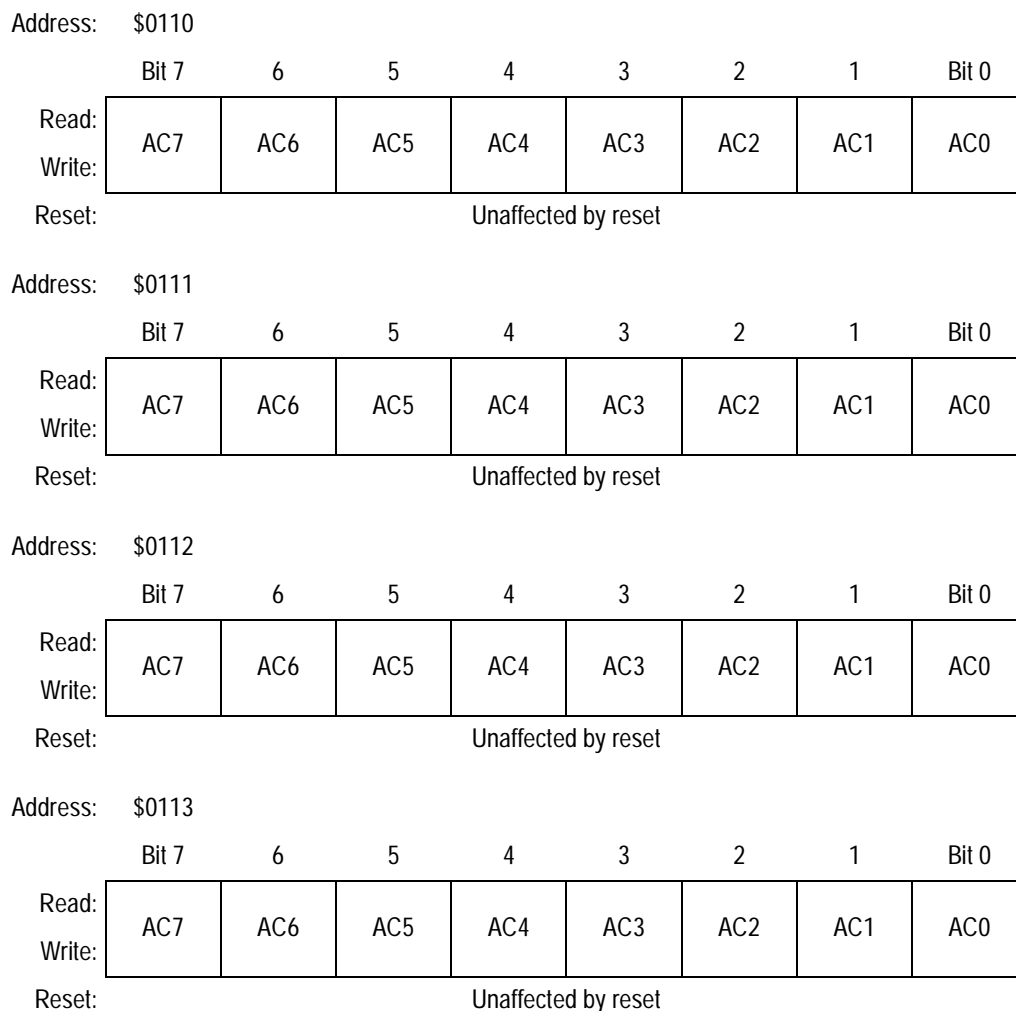 Address: $0110
Bit 7 6 5 4 3 2 1 Bit 0
Read:
AC7 AC6 AC5 AC4 AC3 AC2 AC1 AC0
Write:
Reset: Unaffected by reset
Address: $0111
Bit 7 6 5 4 3 2 1 Bit 0
Read:
AC7 AC6 AC5 AC4 AC3 AC2 AC1 AC0
Write:
Reset: Unaffected by reset
Address: $0112
Bit 7 6 5 4 3 2 1 Bit 0
Read:
AC7 AC6 AC5 AC4 AC3 AC2 AC1 AC0
Write:
Reset: Unaffected by reset
Address: $0113
Bit 7 6 5 4 3 2 1 Bit 0
Read:
AC7 AC6 AC5 AC4 AC3 AC2 AC1 AC0
Write:
Reset: Unaffected by reset